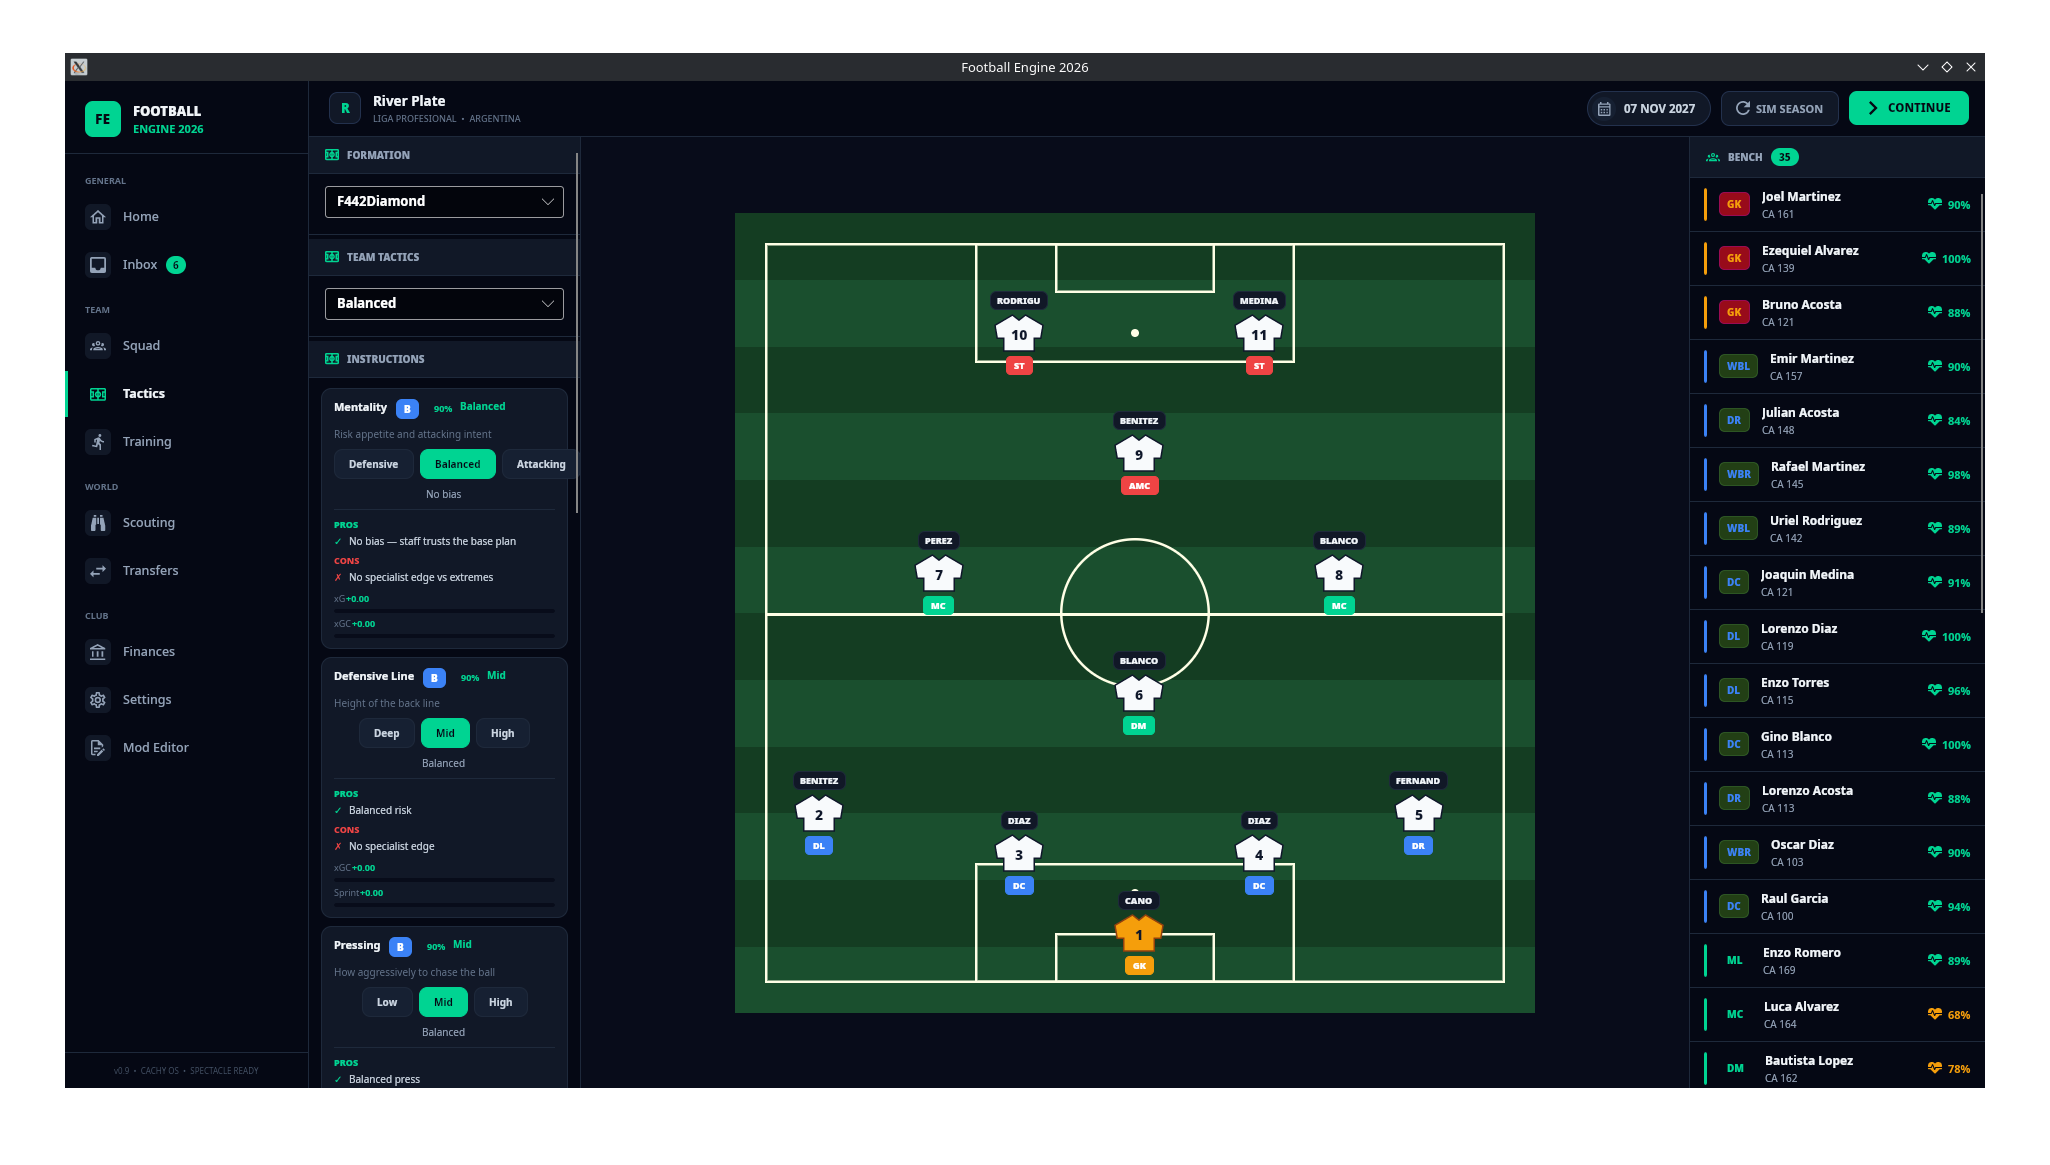 Football Engine 2026
FE
FOOTBALL
ENGINE 2026
GENERAL
Home
Inbox 6
TEAM
Squad
Tactics
Training
WORLD
Scouting
Transfers
CLUB
Finances
Settings
Mod Editor
v0.9 • CACHY OS • SPECTACLE READY
R
River Plate
LIGA PROFESIONAL • ARGENTINA
07 NOV 2027
SIM SEASON
CONTINUE
FORMATION
F442Diamond
TEAM TACTICS
Balanced
INSTRUCTIONS
Mentality B 90% Balanced
Risk appetite and attacking intent
Defensive Balanced Attacking
No bias
PROS
✓ No bias — staff trusts the base plan
CONS
✗ No specialist edge vs extremes
xG+0.00
xGC+0.00
Defensive Line B 90% Mid
Height of the back line
Deep Mid High
Balanced
PROS
✓ Balanced risk
CONS
✗ No specialist edge
xGC+0.00
Sprint+0.00
Pressing B 90% Mid
How aggressively to chase the ball
Low Mid High
Balanced
PROS
✓ Balanced press
RODRIGU
10
ST
MEDINA
11
ST
BENITEZ
9
AMC
PEREZ
7
MC
BLANCO
8
MC
BLANCO
6
DM
BENITEZ
2
DL
DIAZ
3
DC
DIAZ
4
DC
FERNAND
5
DR
CANO
1
GK
BENCH 35
GK Joel Martinez 90%
CA 161
GK Ezequiel Alvarez 100%
CA 139
GK Bruno Acosta 88%
CA 121
WBL Emir Martinez 90%
CA 157
DR Julian Acosta 84%
CA 148
WBR Rafael Martinez 98%
CA 145
WBL Uriel Rodriguez 89%
CA 142
DC Joaquin Medina 91%
CA 121
DL Lorenzo Diaz 100%
CA 119
DL Enzo Torres 96%
CA 115
DC Gino Blanco 100%
CA 113
DR Lorenzo Acosta 88%
CA 113
WBR Oscar Diaz 90%
CA 103
DC Raul Garcia 94%
CA 100
ML Enzo Romero 89%
CA 169
MC Luca Alvarez 68%
CA 164
DM Bautista Lopez 78%
CA 162